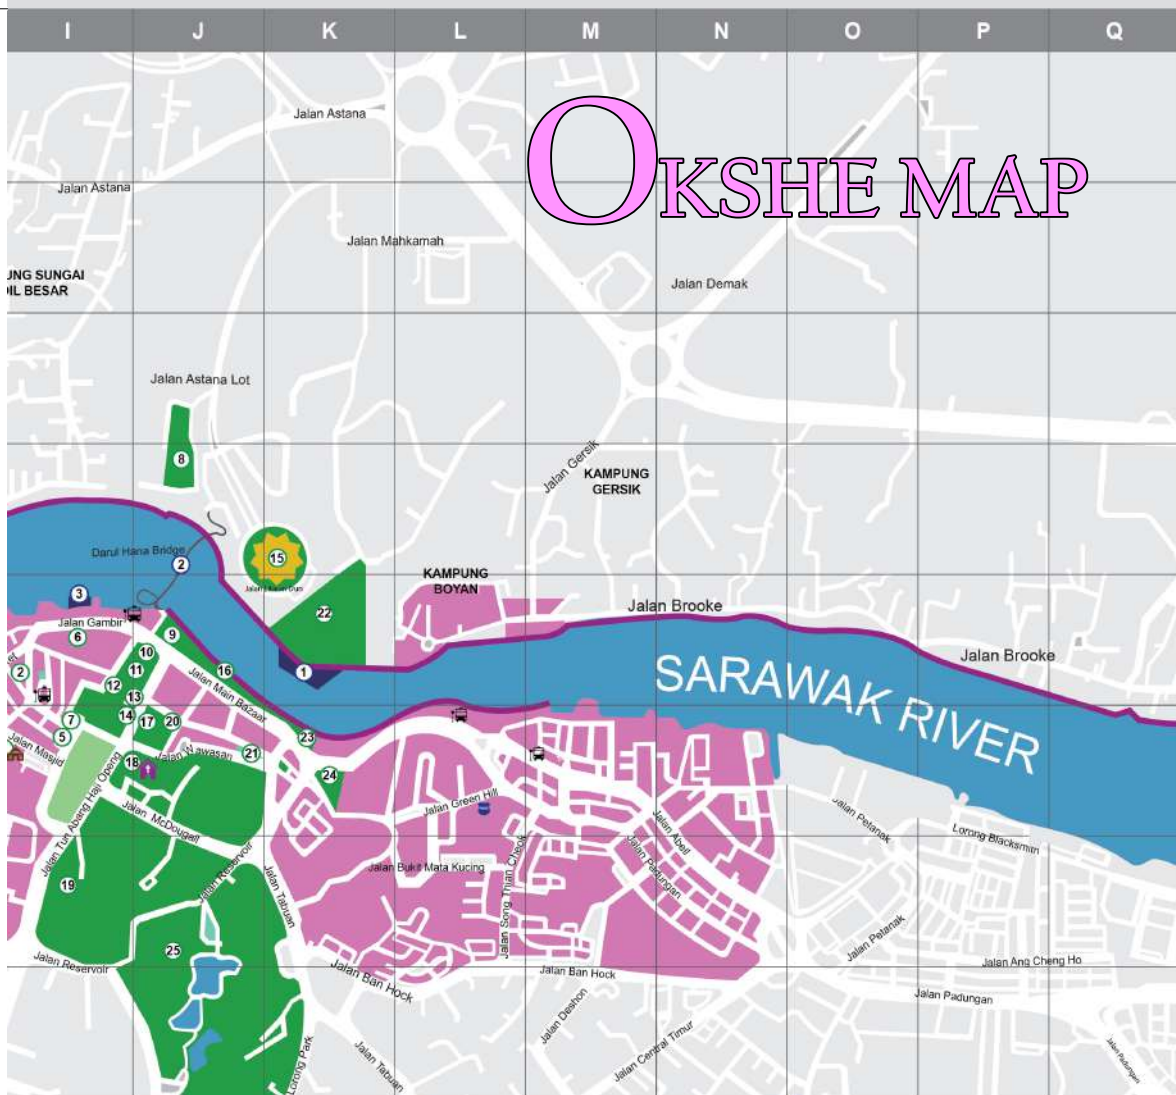 I J K L M N O P Q
OKSHE MAP
Jalan Astana
Jalan Astana
Jalan Mahkamah
UNG SUNGAI
IL BESAR
Jalan Demak
Jalan Astana Lot
8
Jalan Gersik
KAMPUNG
GERSIK
Darul Hana Bridge
2
15
KAMPUNG
BOYAN
3
22
Jalan Brooke
Jalan Gambir
6
9
10
Jalan Brooke
2
11
16
1
SARAWAK RIVER
12
13
Jalan Main Bazaar
7
14
17
20
5
23
Jalan Masjid
18
Jalan Wawasan
21
24
Jalan Tun Abang Haji Openg
Jalan McDougall
Jalan Green Hill
Jalan Abell
Jalan Petanak
Lorong Blacksmith
Jalan Reservoir
Jalan Bukit Mata Kucing
Jalan Song Thian Cheok
Jalan Padungan
19
Jalan Tabuan
25
Jalan Petanak
Jalan Reservoir
Jalan Ban Hock
Jalan Ban Hock
Jalan Ang Cheng Ho
Jalan Padungan
Jalan Deshon
Jalan Central Timur
Lorong Park
Jalan Tabuan
Jalan Padungan